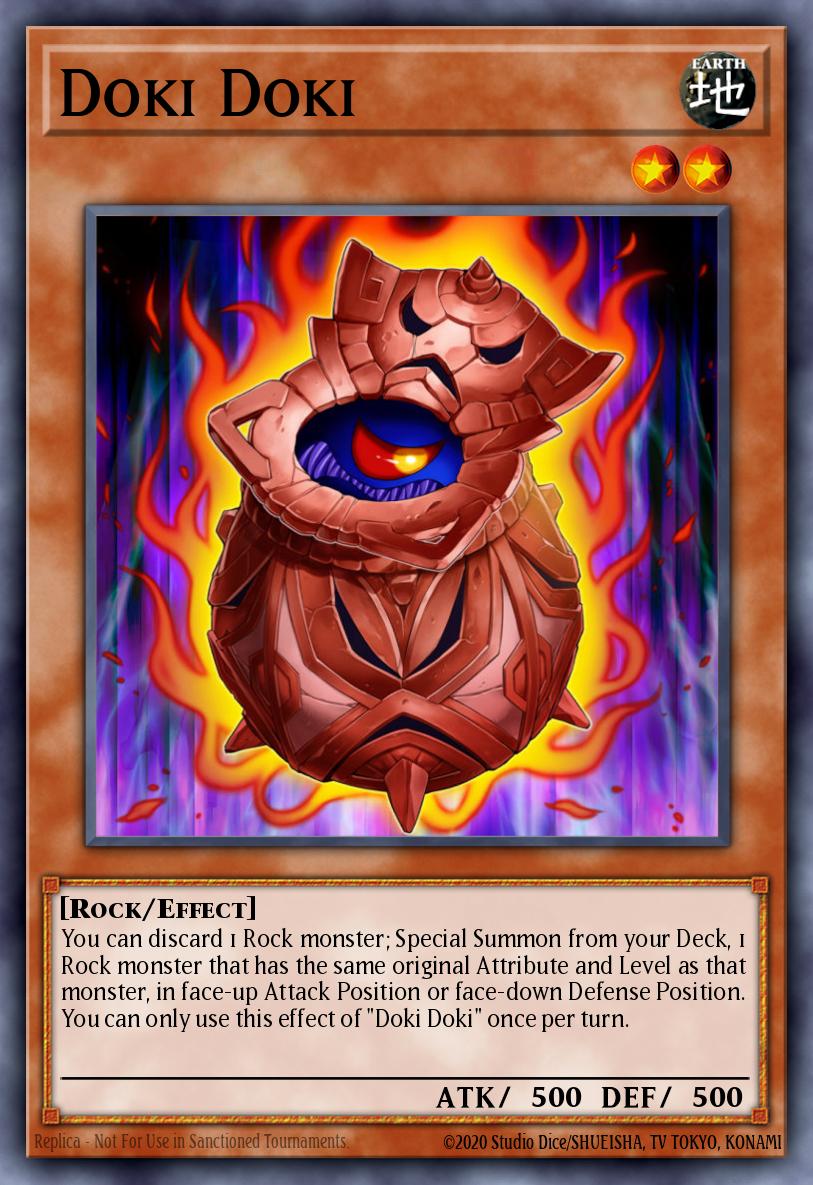 Doki Doki
EARTH
地
[Rock/Effect]
You can discard 1 Rock monster; Special Summon from your Deck, 1
Rock monster that has the same original Attribute and Level as that
monster, in face-up Attack Position or face-down Defense Position.
You can only use this effect of "Doki Doki" once per turn.
ATK/ 500 DEF/ 500
Replica - Not For Use in Sanctioned Tournaments.
©2020 Studio Dice/SHUEISHA, TV TOKYO, KONAMI